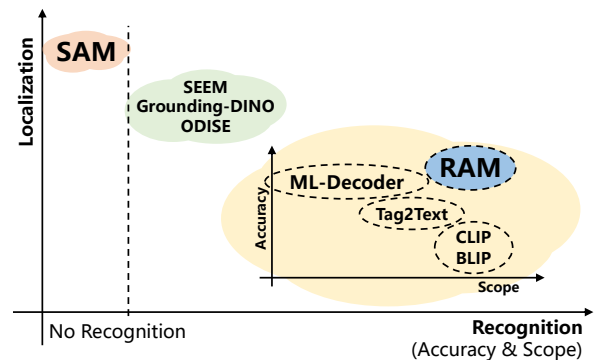 Localization
SAM
SEEM
Grounding-DINO
ODISE
Accuracy
ML-Decoder
RAM
Tag2Text
CLIP
BLIP
Scope
No Recognition
Recognition
(Accuracy & Scope)